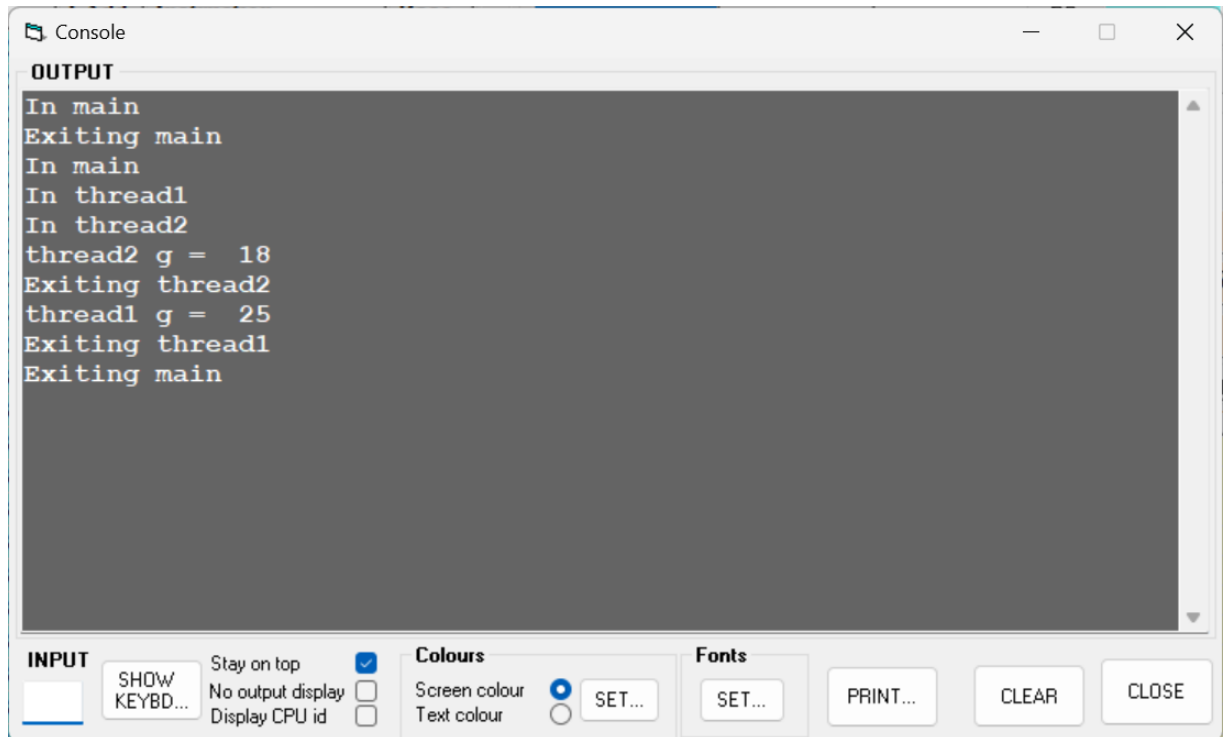 Console
OUTPUT
In main
Exiting main
In main
In thread1
In thread2
thread2 g =  18
Exiting thread2
thread1 g =  25
Exiting thread1
Exiting main
INPUT
SHOW
KEYBD...
Stay on top
No output display
Display CPU id
Colours
Screen colour
Text colour
SET...
Fonts
SET...
PRINT...
CLEAR
CLOSE